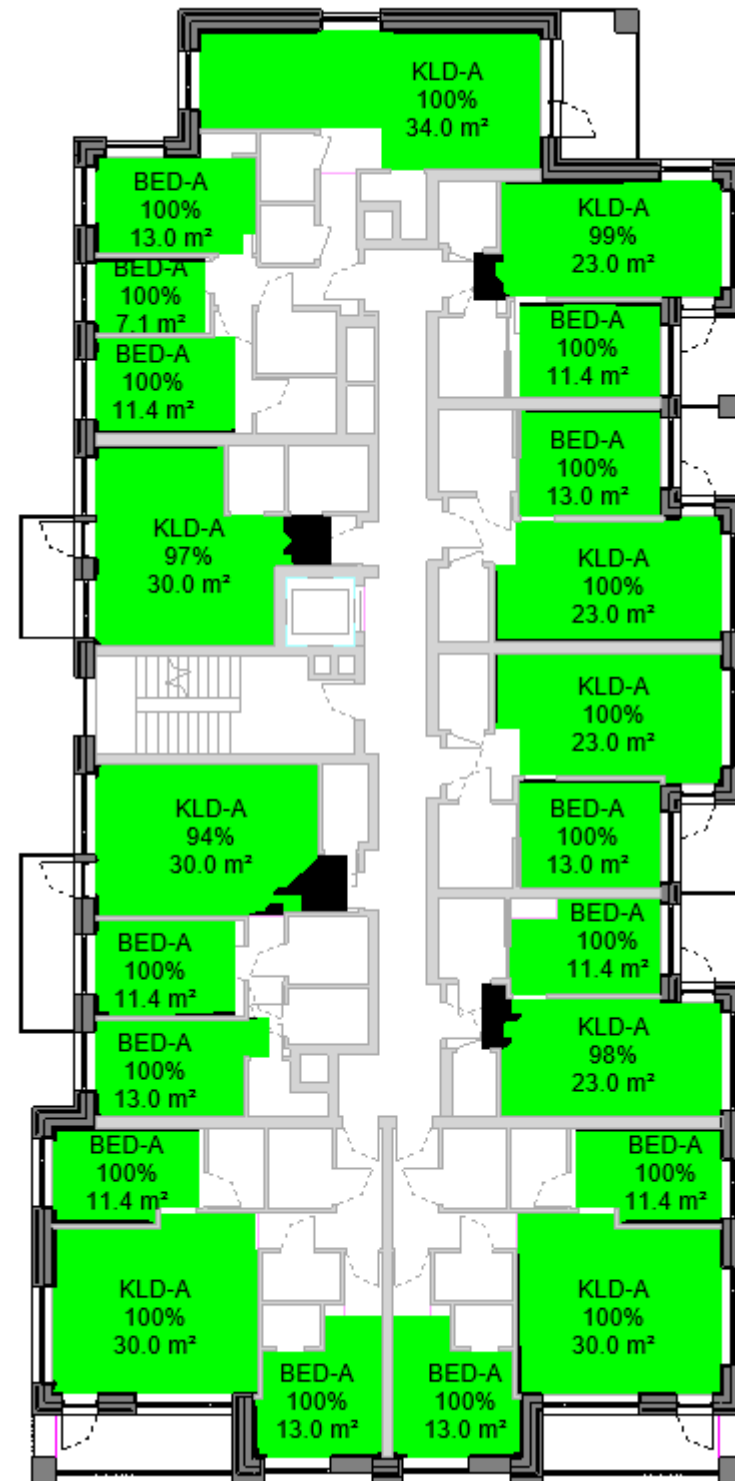 KLD-A
100%
34.0 m²
BED-A
100%
13.0 m²
KLD-A
99%
23.0 m²
BED-A
100%
7.1 m²
BED-A
100%
11.4 m²
BED-A
100%
11.4 m²
BED-A
100%
13.0 m²
KLD-A
97%
30.0 m²
KLD-A
100%
23.0 m²
KLD-A
100%
23.0 m²
KLD-A
94%
30.0 m²
BED-A
100%
13.0 m²
BED-A
100%
11.4 m²
BED-A
100%
11.4 m²
BED-A
100%
13.0 m²
KLD-A
98%
23.0 m²
BED-A
100%
11.4 m²
BED-A
100%
11.4 m²
KLD-A
100%
30.0 m²
KLD-A
100%
30.0 m²
BED-A
100%
13.0 m²
BED-A
100%
13.0 m²